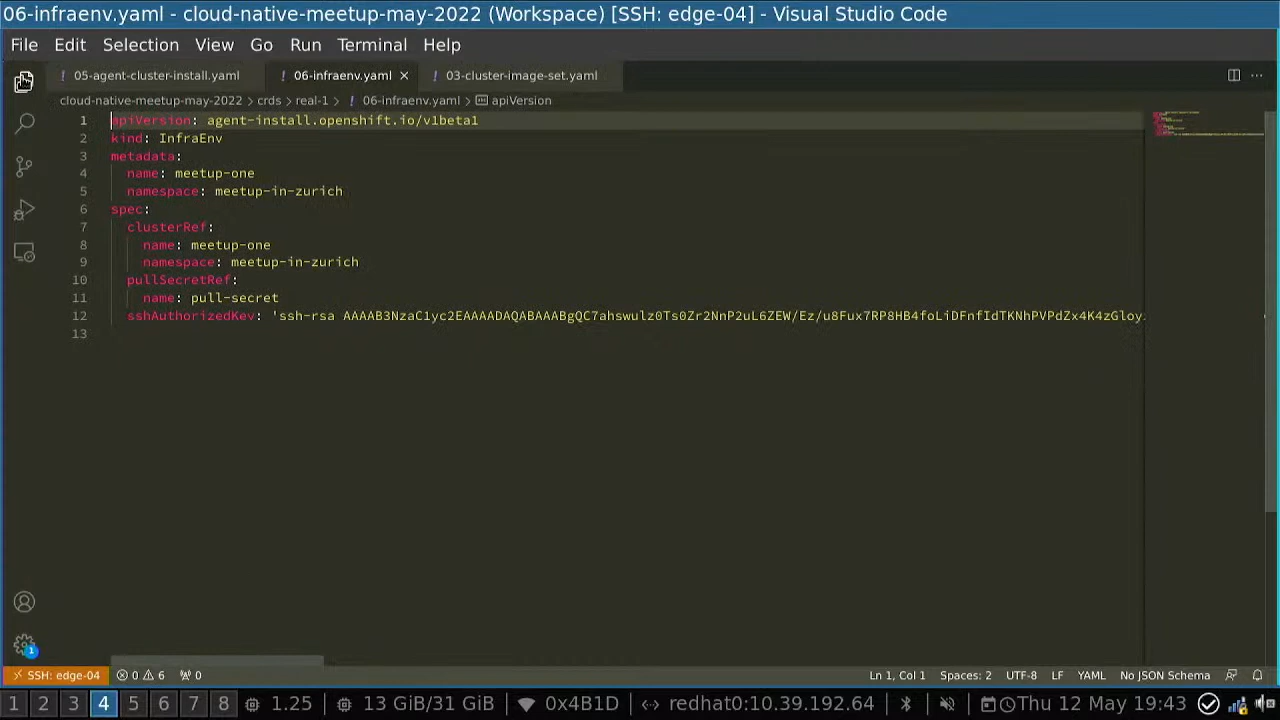 06-infraenv.yaml - cloud-native-meetup-may-2022 (Workspace) [SSH: edge-04] - Visual Studio Code
File Edit Selection View Go Run Terminal Help
! 05-agent-cluster-install.yaml ! 06-infraenv.yaml × ! 03-cluster-image-set.yaml ...
cloud-native-meetup-may-2022 > crds > real-1 > ! 06-infraenv.yaml > apiVersion
1 apiVersion: agent-install.openshift.io/v1beta1
2 kind: InfraEnv
3 metadata:
4 name: meetup-one
5 namespace: meetup-in-zurich
6 spec:
7 clusterRef:
8 name: meetup-one
9 namespace: meetup-in-zurich
10 pullSecretRef:
11 name: pull-secret
12 sshAuthorizedKey: 'ssh-rsa AAAAB3NzaC1yc2EAAAADAQABAAABgQC7ahswulz0Ts0Zr2NnP2uL6ZEW/Ez/u8Fux7RP8HB4foLiDFnfIdTKNhPVPdZx4K4zGloy
13
1
SSH: edge-04 0 6 0 Ln 1, Col 1 Spaces: 2 UTF-8 LF YAML No JSON Schema
1 2 3 4 5 6 7 8 1.25 13 GiB/31 GiB 0x4B1D redhat0:10.39.192.64 Thu 12 May 19:43